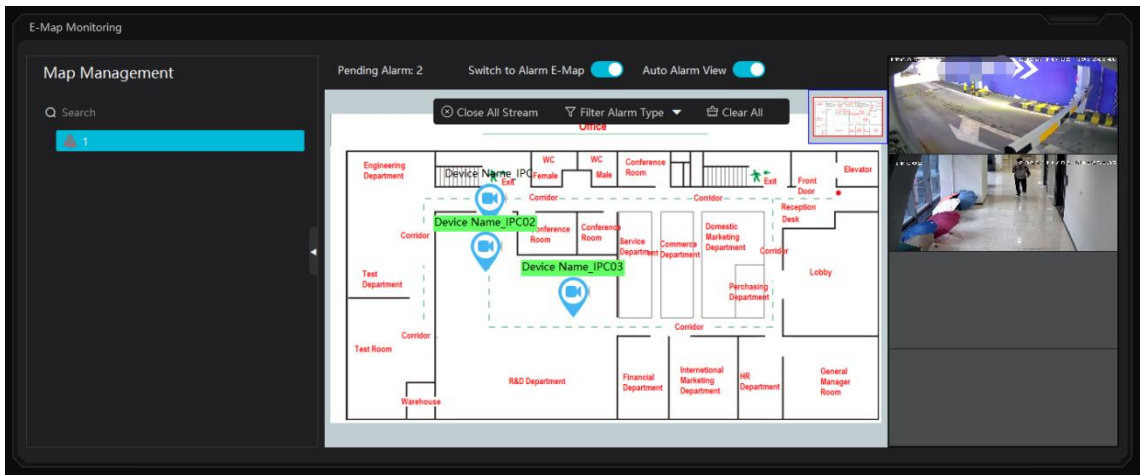 E-Map Monitoring
Map Management
Search
1
Pending Alarm: 2
Switch to Alarm E-Map
Auto Alarm View
Close All Stream
Filter Alarm Type
Clear All
Office
Engineering
Department
Device Name_IPC
Exit
WC
Female
WC
Male
Conference
Room
Exit
Front
Door
Elevator
Corridor
Corridor
Reception
Desk
Device Name_IPC02
Corridor
Conference
Room
Conference
Room
Service
Department
Commerce
Department
Domestic
Marketing
Department
Corridor
Device Name_IPC03
Test
Department
Perchasing
Department
Lobby
Corridor
Corridor
Test Room
R&D Department
Financial
Department
Internetional
Marketing
Department
HR
Department
General
Manager
Room
Warehouse
IPC02